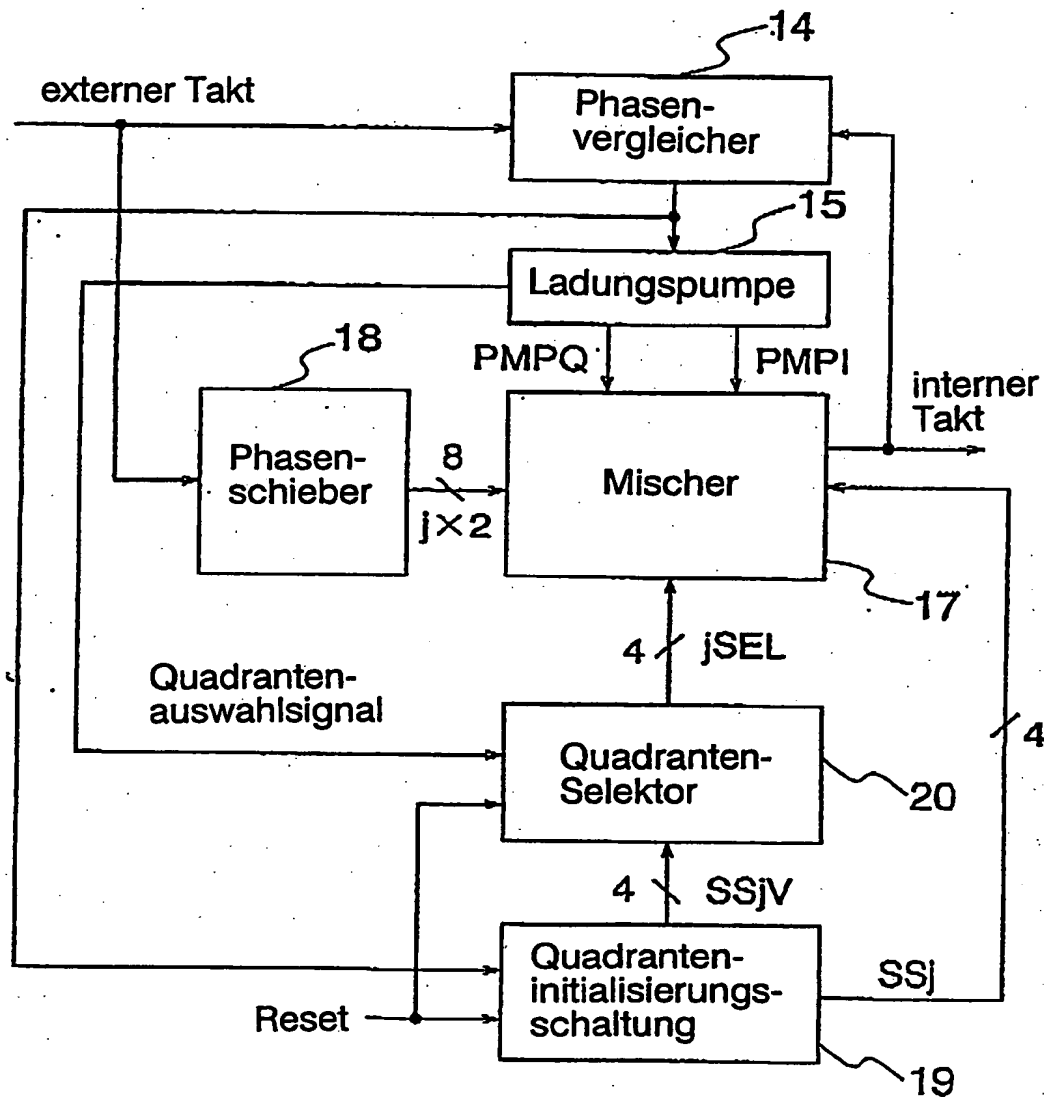 14
externer Takt
Phasen-
vergleicher
15
Ladungspumpe
18
PMPQ
PMPI
interner
Takt
Phasen-
schieber
8
j×2
Mischer
17
4
jSEL
Quadranten-
auswahlsignal
4
Quadranten-
Selektor
20
4
SSjV
Quadranten-
initialisierungs-
schaltung
SSj
Reset
19